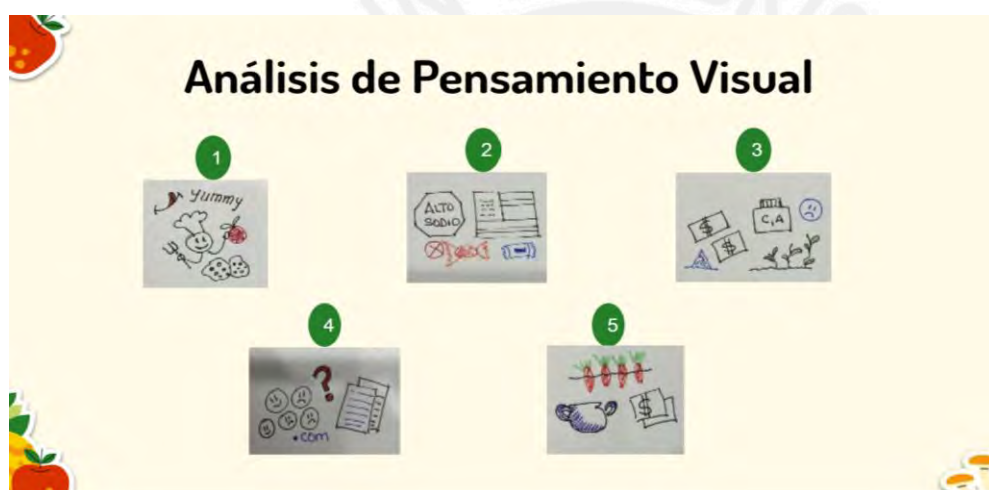 Análisis de Pensamiento Visual
1
2
3
Yummy
ALTO
SODIO
$
$
C,A
4
5
?
.com
$